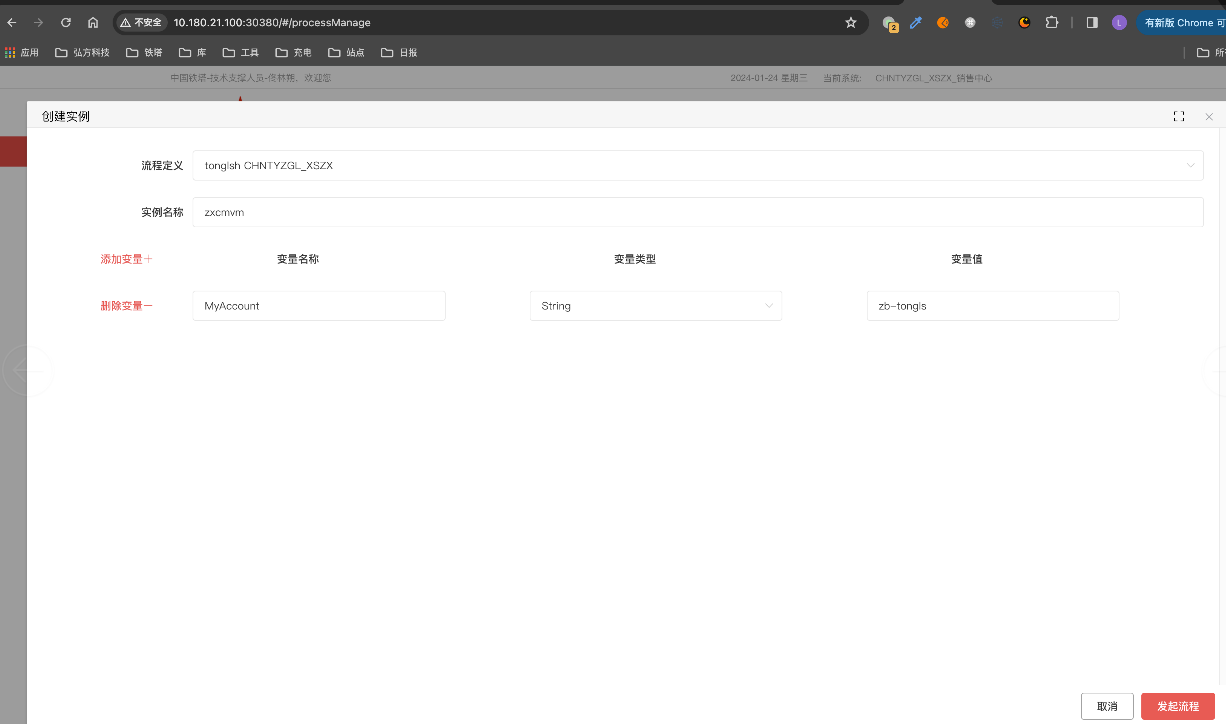 不安全 10.180.21.100:30380/#/processManage 2 L 有新版 Chrome 可
应用 弘方科技 铁塔 库 工具 充电 站点 日报 所
中国铁塔-技术支撑人员-佟林翔，欢迎您 2024-01-24 星期三 当前系统: CHNTYZGL_XSZX_销售中心
创建实例
流程定义 tonglsh CHNTYZGL_XSZX
实例名称 zxcmvm
添加变量+ 变量名称 变量类型 变量值
删除变量− MyAccount String zb-tongls
取消 发起流程